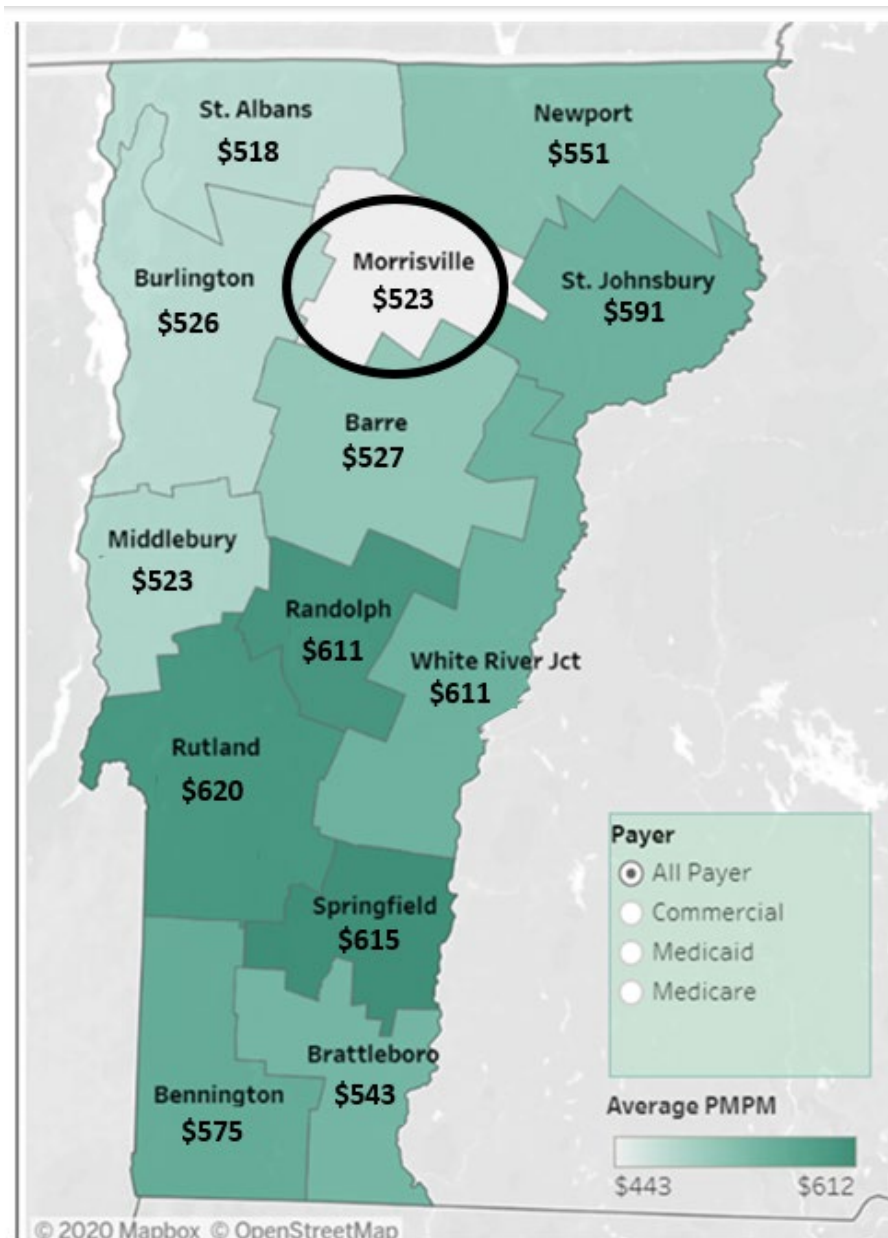 St. Albans
$518
Newport
$551
Burlington
$526
Morrisville
$523
St. Johnsbury
$591
Barre
$527
Middlebury
$523
Randolph
$611
White River Jct
$611
Rutland
$620
Springfield
$615
Brattleboro
$543
Bennington
$575
Payer
All Payer
Commercial
Medicaid
Medicare
Average PMPM
$443 $612
© 2020 Mapbox © OpenStreetMap